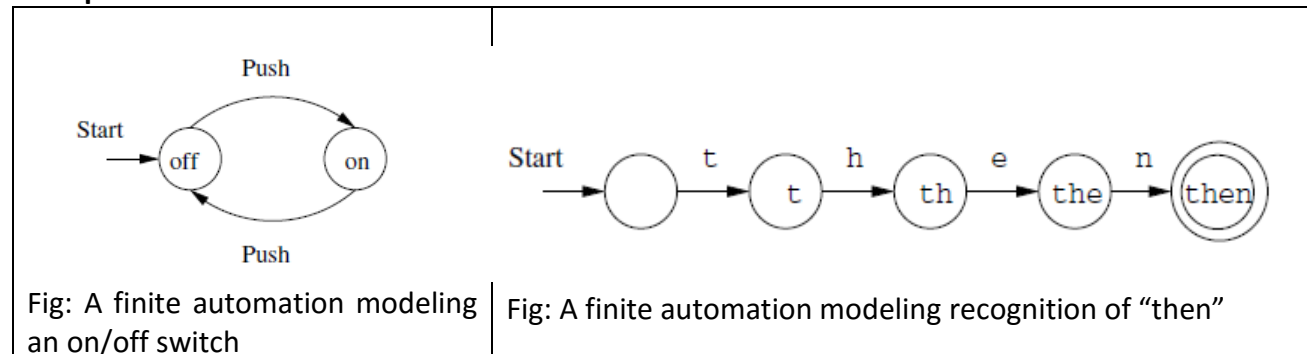 Push
Start
off
on
Push
Fig: A finite automation modeling
an on/off switch
Start
t
h
e
n
t
th
the
then
Fig: A finite automation modeling recognition of “then”